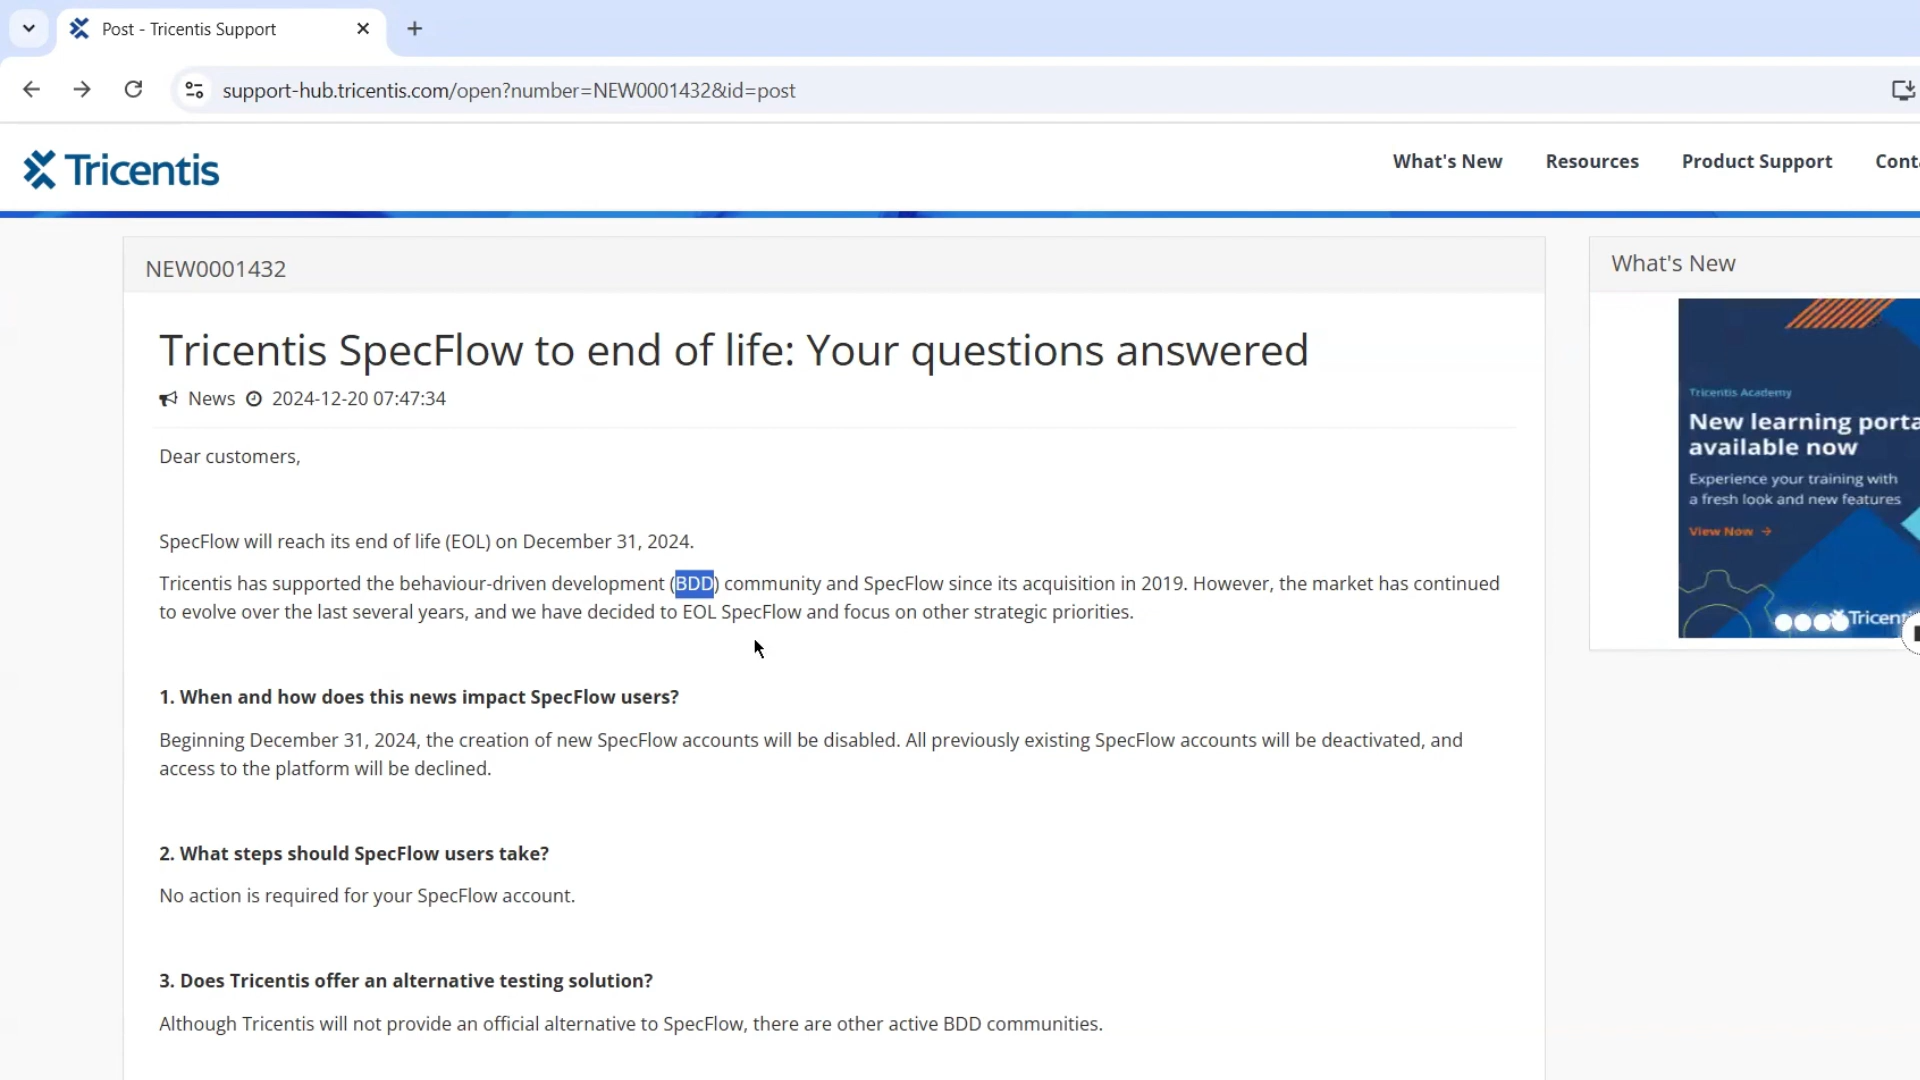 Post - Tricentis Support
support-hub.tricentis.com/open?number=NEW0001432&id=post
Tricentis
What's New
Resources
Product Support
NEW0001432
Tricentis SpecFlow to end of life: Your questions answered
News 2024-12-20 07:47:34
Dear customers,
SpecFlow will reach its end of life (EOL) on December 31, 2024.
Tricentis has supported the behaviour-driven development (BDD) community and SpecFlow since its acquisition in 2019. However, the market has continued
to evolve over the last several years, and we have decided to EOL SpecFlow and focus on other strategic priorities.
1. When and how does this news impact SpecFlow users?
Beginning December 31, 2024, the creation of new SpecFlow accounts will be disabled. All previously existing SpecFlow accounts will be deactivated, and
access to the platform will be declined.
2. What steps should SpecFlow users take?
No action is required for your SpecFlow account.
3. Does Tricentis offer an alternative testing solution?
Although Tricentis will not provide an official alternative to SpecFlow, there are other active BDD communities.
What's New
Tricentis Academy
New learning porta
available now
Experience your training with
a fresh look and new features
View Now